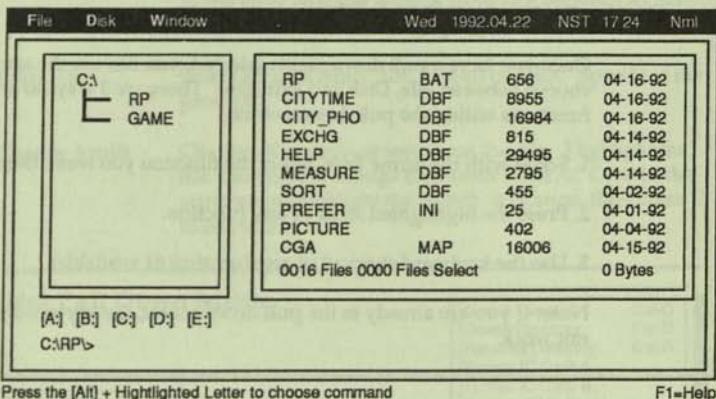 File Disk Window Wed 1992.04.22 NST 17 24 Nml
C:\
RP
GAME
RP BAT 656 04-16-92
CITYTIME DBF 8955 04-16-92
CITY_PHO DBF 16984 04-16-92
EXCHG DBF 815 04-14-92
HELP DBF 29495 04-14-92
MEASURE DBF 2795 04-14-92
SORT DBF 455 04-02-92
PREFER INI 25 04-01-92
PICTURE 402 04-04-92
CGA MAP 16006 04-15-92
0016 Files 0000 Files Select 0 Bytes
[A:] [B:] [C:] [D:] [E:]
C:\RP\>
Press the [Alt] + Hightlighted Letter to choose command F1=Help